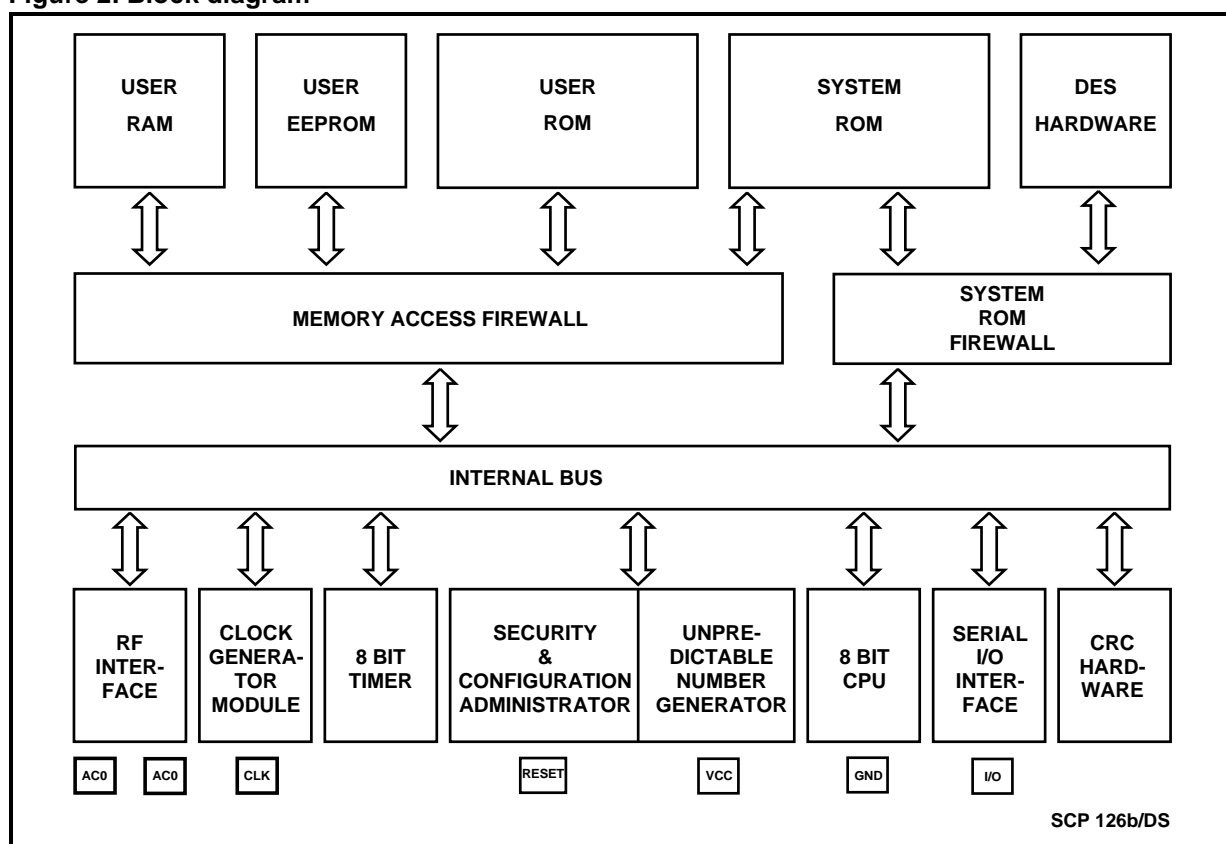 Figure 2. Block diagram
USER
RAM
USER
EEPROM
USER
ROM
SYSTEM
ROM
DES
HARDWARE
MEMORY ACCESS FIREWALL
SYSTEM
ROM
FIREWALL
INTERNAL BUS
RF
INTER-
FACE
CLOCK
GENERA-
TOR
MODULE
8 BIT
TIMER
SECURITY
&
CONFIGURATION
ADMINISTRATOR
UNPRE-
DICTABLE
NUMBER
GENERATOR
8 BIT
CPU
SERIAL
I/O
INTER-
FACE
CRC
HARD-
WARE
AC0
AC0
CLK
RESET
VCC
GND
I/O
SCP 126b/DS